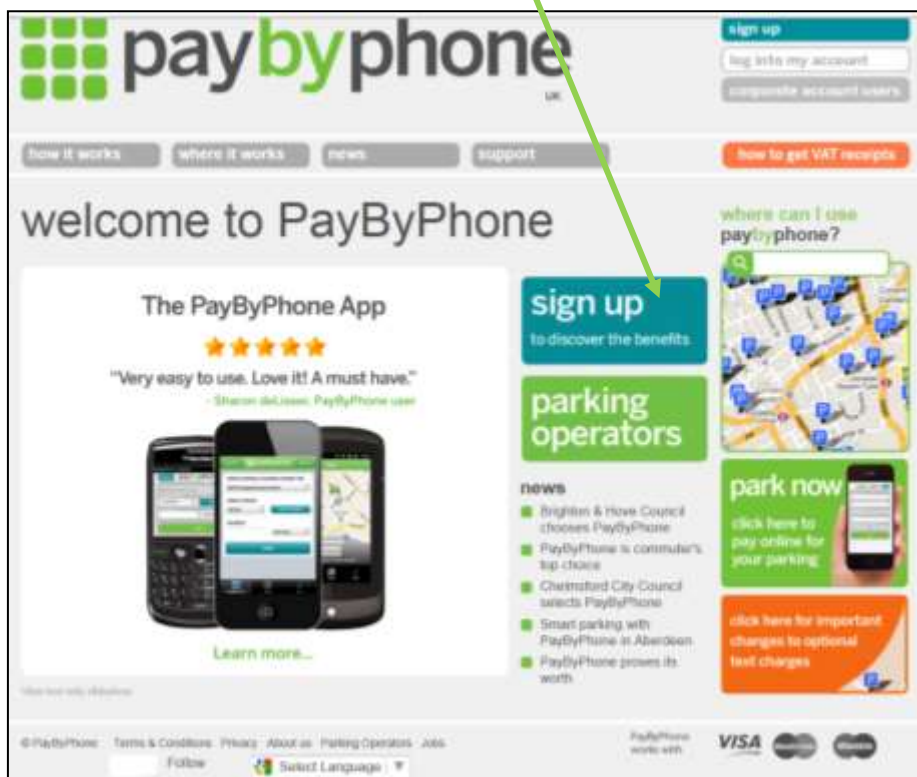 paybyphone
UK
sign up
log into my account
corporate account users
how it works
where it works
news
support
how to get VAT receipts
welcome to PayByPhone
The PayByPhone App
"Very easy to use. Love it! A must have."
- Sharon deLisser, PayByPhone user
Learn more...
sign up
to discover the benefits
parking
operators
news
Brighton & Hove Council
chooses PayByPhone
PayByPhone is commuter's
top choice
Chelmsford City Council
selects PayByPhone
Smart parking with
PayByPhone in Aberdeen
PayByPhone proves its
worth
where can I use
paybyphone?
park now
click here to
pay online for
your parking
click here for important
changes to optional
text charges
© PayByPhone Terms & Conditions Privacy About us Parking Operators Jobs
Follow
Select Language
PayByPhone
works with
VISA